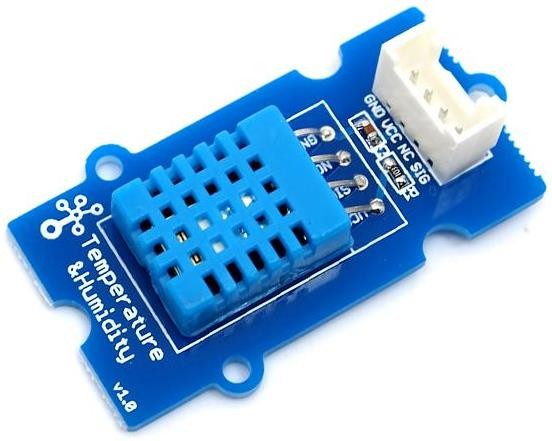 GND VCC NC SIG
Temperature
&Humidity
v1.0